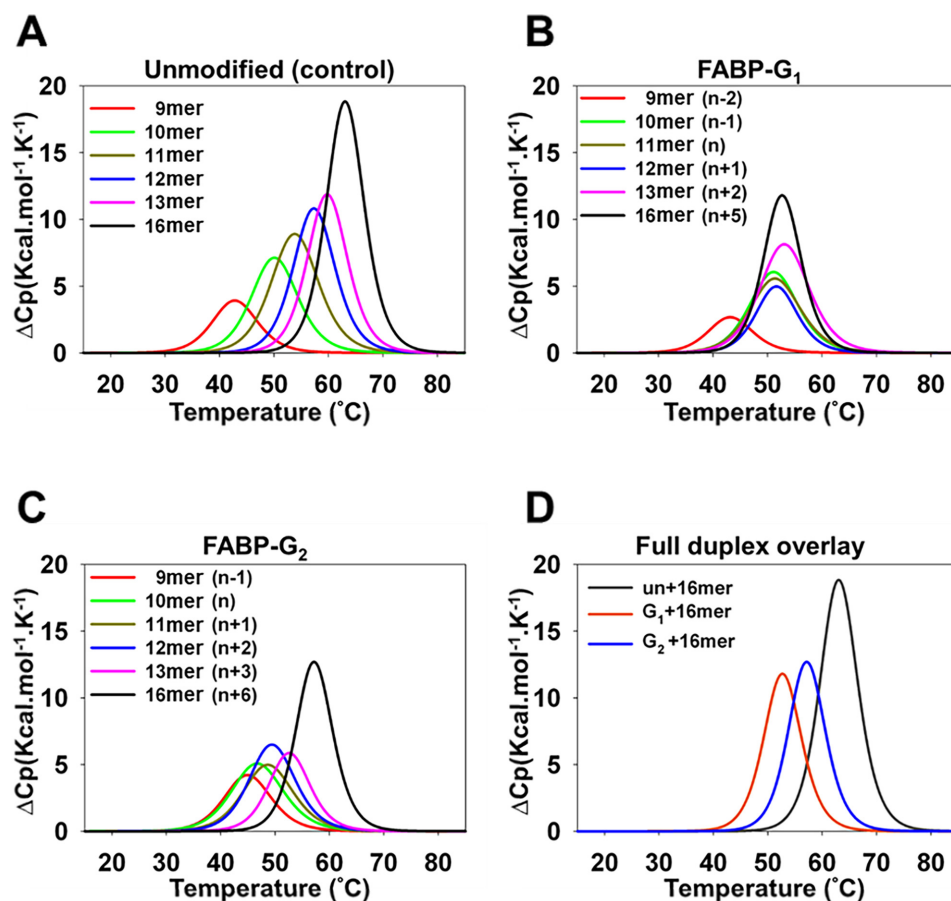 A
Unmodified (control)
ΔCp(Kcal.mol-1.K-1)
20
15
10
5
0
9mer
10mer
11mer
12mer
13mer
16mer
20 30 40 50 60 70 80
Temperature (˚C)
B
FABP-G1
ΔCp(Kcal.mol-1.K-1)
20
15
10
5
0
9mer (n-2)
10mer (n-1)
11mer (n)
12mer (n+1)
13mer (n+2)
16mer (n+5)
20 30 40 50 60 70 80
Temperature (˚C)
C
FABP-G2
ΔCp(Kcal.mol-1.K-1)
20
15
10
5
0
9mer (n-1)
10mer (n)
11mer (n+1)
12mer (n+2)
13mer (n+3)
16mer (n+6)
20 30 40 50 60 70 80
Temperature (˚C)
D
Full duplex overlay
ΔCp(Kcal.mol-1.K-1)
20
15
10
5
0
un+16mer
G1+16mer
G2+16mer
20 30 40 50 60 70 80
Temperature (˚C)